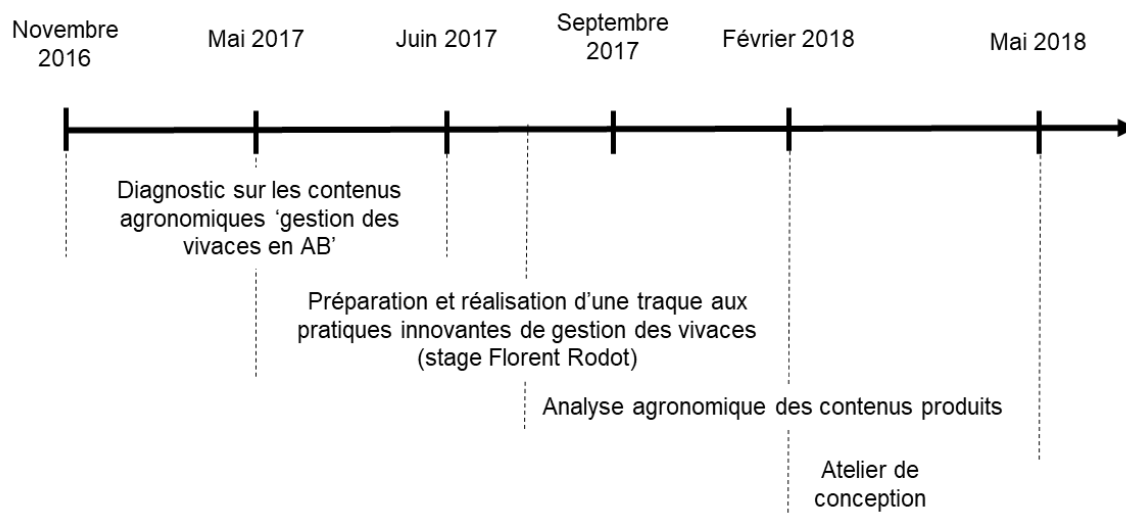 Novembre
2016
Mai 2017
Juin 2017
Septembre
2017
Février 2018
Mai 2018
Diagnostic sur les contenus
agronomiques ‘gestion des
vivaces en AB’
Préparation et réalisation d’une traque aux
pratiques innovantes de gestion des vivaces
(stage Florent Rodot)
Analyse agronomique des contenus produits
Atelier de
conception